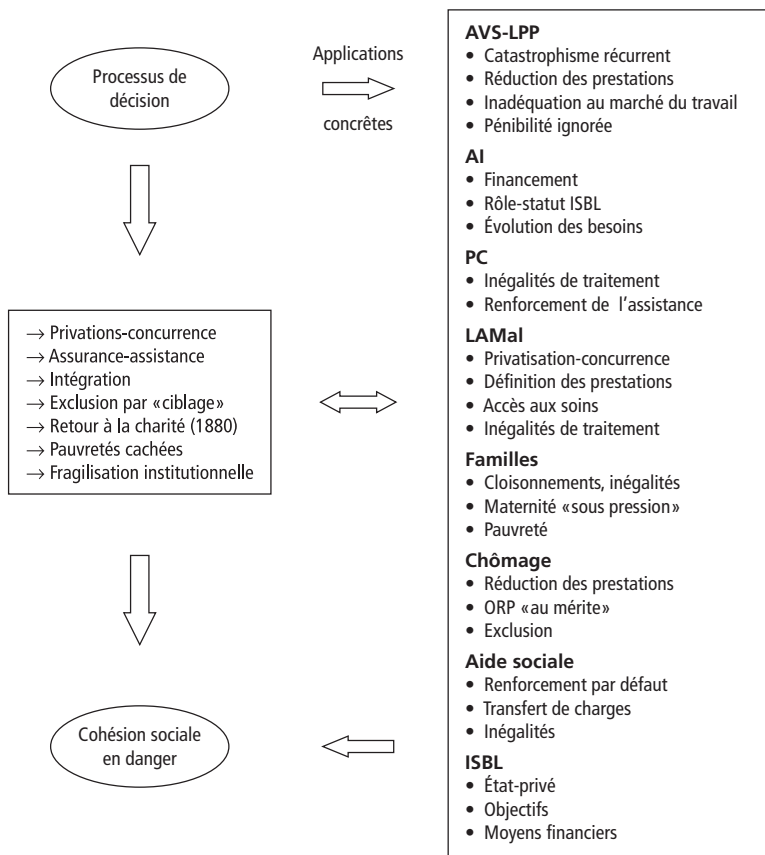 Processus de
décision
Applications
concrètes
→ Privations-concurrence
→ Assurance-assistance
→ Intégration
→ Exclusion par «ciblage»
→ Retour à la charité (1880)
→ Pauvretés cachées
→ Fragilisation institutionnelle
Cohésion sociale
en danger
AVS-LPP
• Catastrophisme récurrent
• Réduction des prestations
• Inadéquation au marché du travail
• Pénibilité ignorée
AI
• Financement
• Rôle-statut ISBL
• Évolution des besoins
PC
• Inégalités de traitement
• Renforcement de l'assistance
LAMal
• Privatisation-concurrence
• Définition des prestations
• Accès aux soins
• Inégalités de traitement
Familles
• Cloisonnements, inégalités
• Maternité «sous pression»
• Pauvreté
Chômage
• Réduction des prestations
• ORP «au mérite»
• Exclusion
Aide sociale
• Renforcement par défaut
• Transfert de charges
• Inégalités
ISBL
• État-privé
• Objectifs
• Moyens financiers